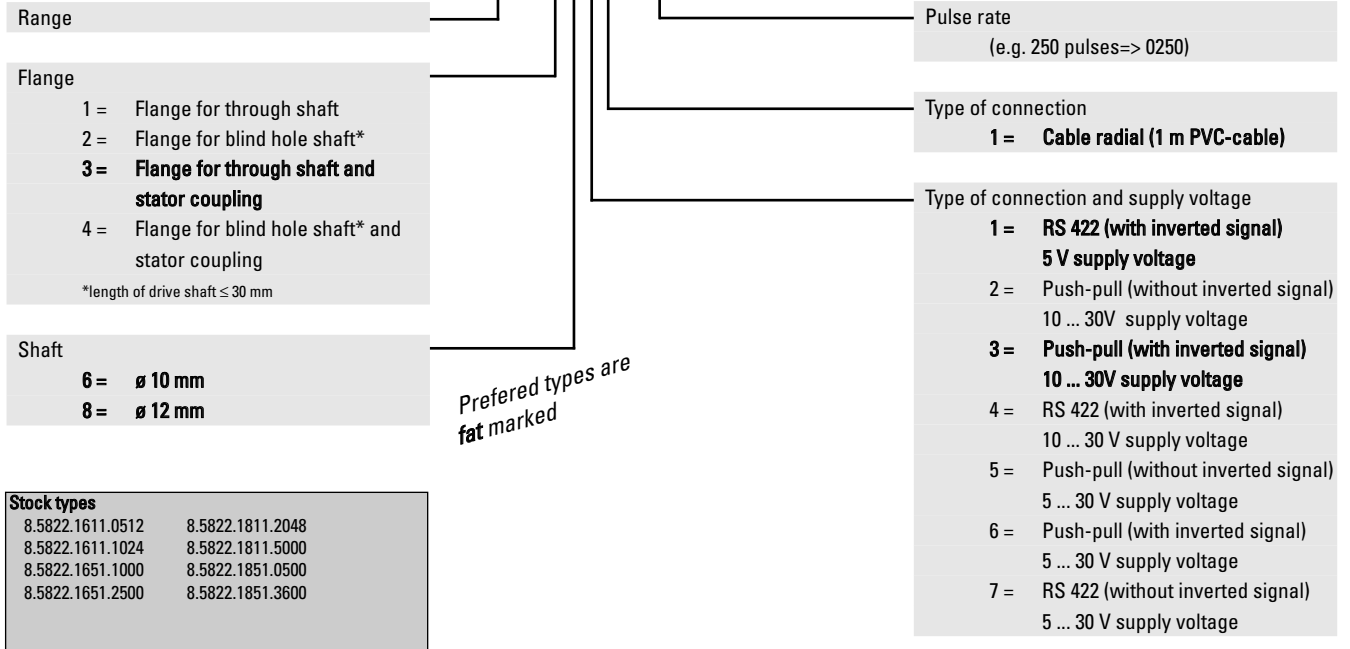 Range
Flange
1 = Flange for through shaft
2 = Flange for blind hole shaft*
3 = Flange for through shaft and
stator coupling
4 = Flange for blind hole shaft* and
stator coupling
*length of drive shaft ≤ 30 mm
Shaft
6 = ø 10 mm
8 = ø 12 mm
Prefered types are
fat marked
Stock types
8.5822.1611.0512 8.5822.1811.2048
8.5822.1611.1024 8.5822.1811.5000
8.5822.1651.1000 8.5822.1851.0500
8.5822.1651.2500 8.5822.1851.3600
Pulse rate
(e.g. 250 pulses=> 0250)
Type of connection
1 = Cable radial (1 m PVC-cable)
Type of connection and supply voltage
1 = RS 422 (with inverted signal)
5 V supply voltage
2 = Push-pull (without inverted signal)
10 ... 30V supply voltage
3 = Push-pull (with inverted signal)
10 ... 30V supply voltage
4 = RS 422 (with inverted signal)
10 ... 30 V supply voltage
5 = Push-pull (without inverted signal)
5 ... 30 V supply voltage
6 = Push-pull (with inverted signal)
5 ... 30 V supply voltage
7 = RS 422 (without inverted signal)
5 ... 30 V supply voltage